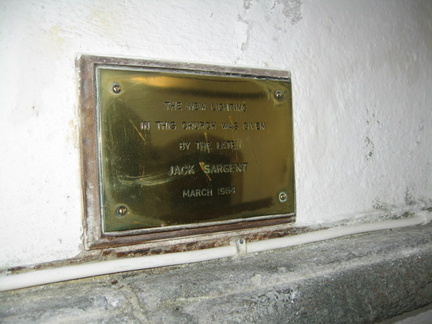 THE NEW LIGHTING
IN THIS CHURCH WAS GIVEN
BY THE LATE
JACK SARGENT
MARCH 1984